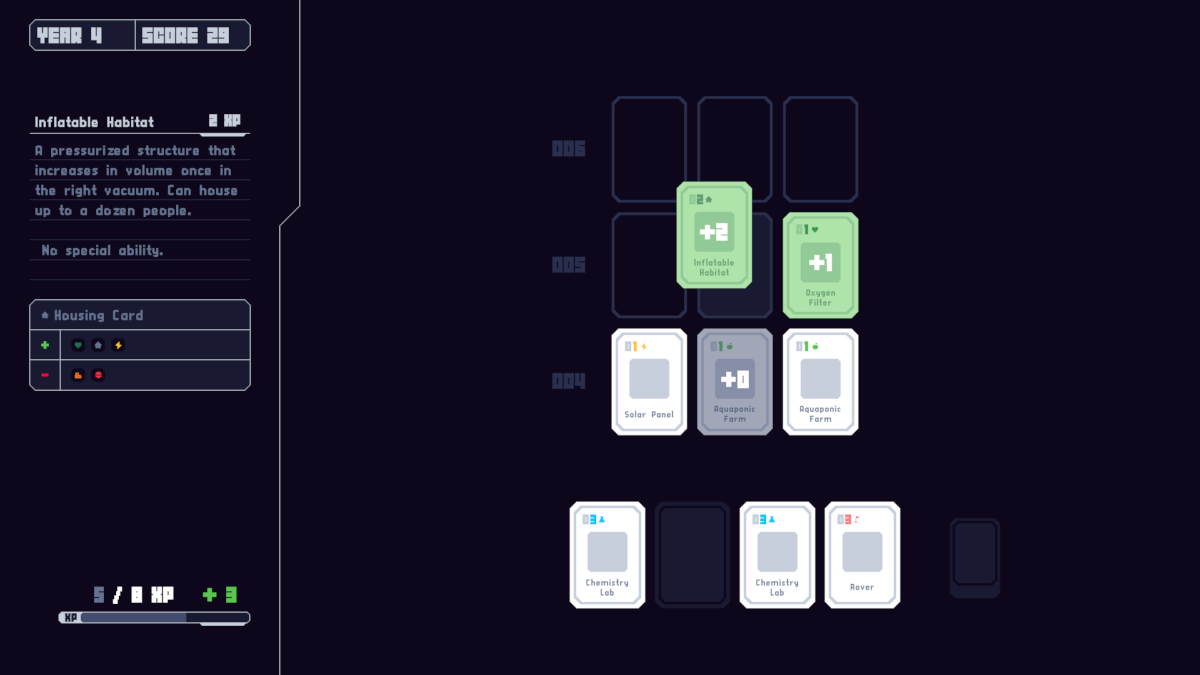 YEAR 4
SCORE 29
Inflatable Habitat
2 XP
A pressurized structure that
increases in volume once in
the right vacuum. Can house
up to a dozen people.
No special ability.
Housing Card
+
-
5 / 8 XP
+ 3
XP
006
005
004
02
+2
Inflatable
Habitat
01
+1
Oxygen
Filter
01
Solar Panel
01
+0
Aquaponic
Farm
01
Aquaponic
Farm
03
Chemistry
Lab
03
Chemistry
Lab
03
Rover